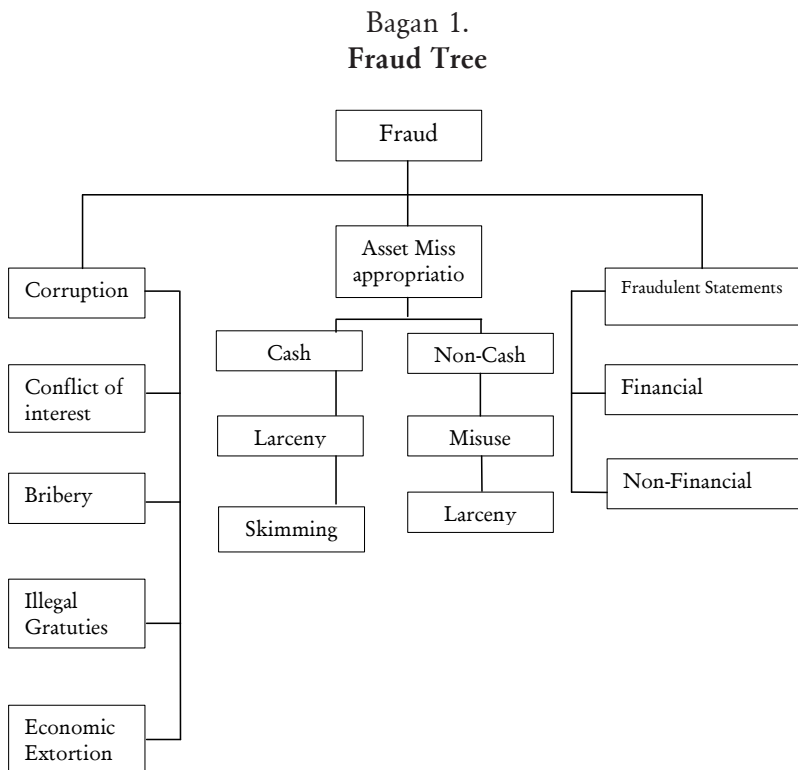 Bagan 1.
Fraud Tree
Fraud
Corruption
Conflict of
interest
Bribery
Illegal
Gratuties
Economic
Extortion
Asset Miss
appropriatio
Cash
Larceny
Skimming
Non-Cash
Misuse
Larceny
Fraudulent Statements
Financial
Non-Financial